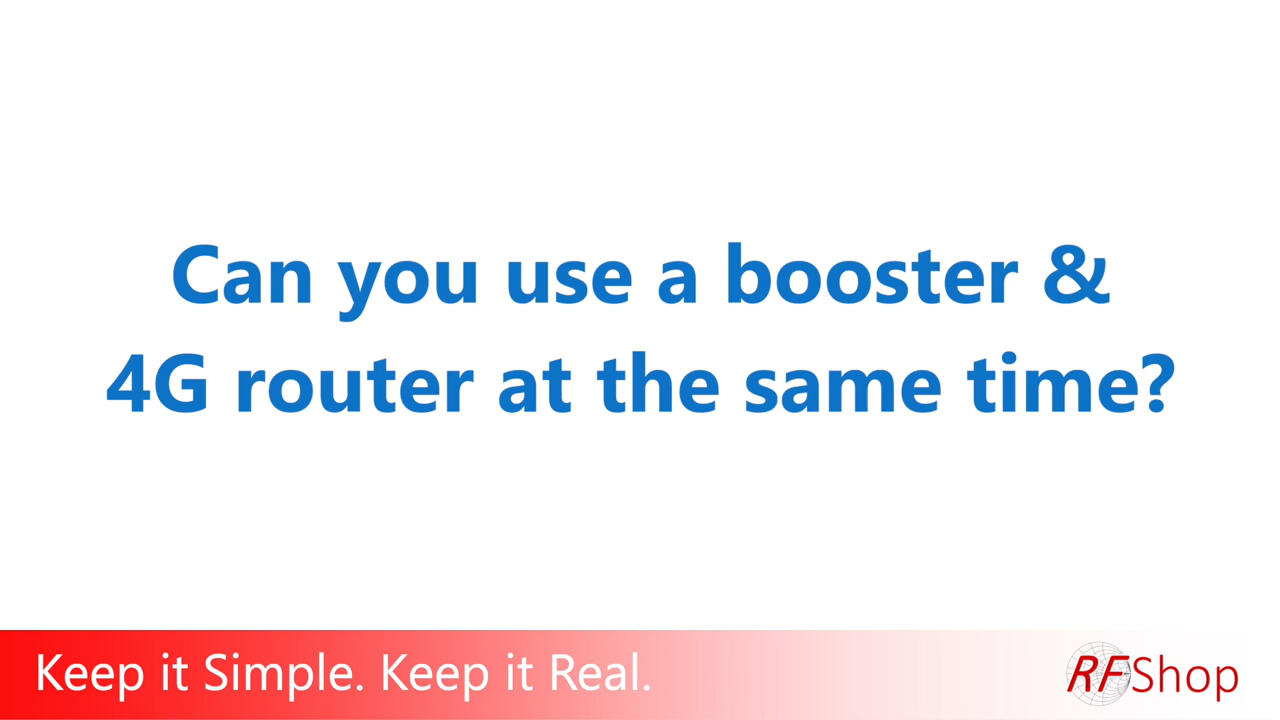 Can you use a booster &
4G router at the same time?
Keep it Simple. Keep it Real.
RFShop